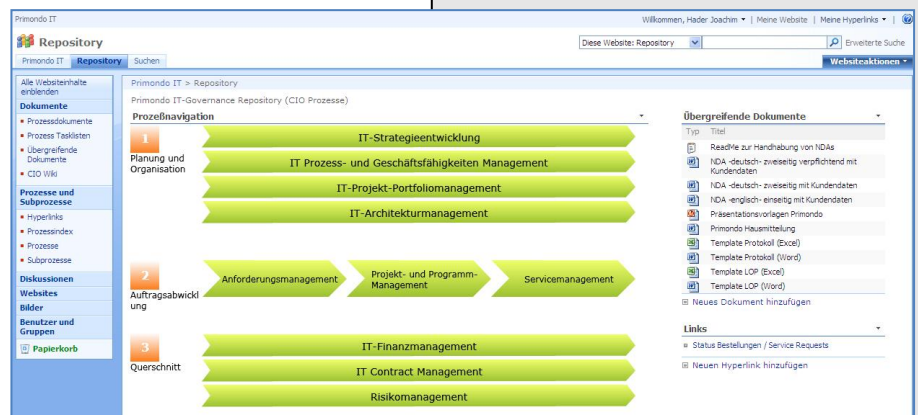 Primondo IT
Willkommen, Hader Joachim | Meine Website | Meine Hyperlinks |
Repository
Diese Website: Repository
Erweiterte Suche
Primondo IT Repository Suchen
Websiteaktionen
Alle Websiteinhalte
einblenden
Dokumente
Prozessdokumente
Prozess Tasklisten
Übergreifende
Dokumente
CIO Wiki
Prozesse und
Subprozesse
Hyperlinks
Prozessindex
Prozesse
Subprozesse
Diskussionen
Websites
Bilder
Benutzer und
Gruppen
Papierkorb
Primondo IT > Repository
Primondo IT-Governance Repository (CIO Prozesse)
Prozeßnavigation
1
Planung und
Organisation
IT-Strategieentwicklung
IT Prozess- und Geschäftsfähigkeiten Management
IT-Projekt-Portfoliomanagement
IT-Architekturmanagement
2
Auftragsabwickl
ung
Anforderungsmanagement
Projekt- und Programm-
Management
Servicemanagement
3
Querschnitt
IT-Finanzmanagement
IT Contract Management
Risikomanagement
Übergreifende Dokumente
Typ Titel
ReadMe zur Handhabung von NDAs
NDA -deutsch- zweiseitig verpflichtend mit
Kundendaten
NDA -deutsch- zweiseitig mit Kundendaten
NDA -englisch- einseitig mit Kundendaten
Präsentationsvorlagen Primondo
Primondo Hausmitteilung
Template Protokoll (Excel)
Template Protokoll (Word)
Template LOP (Excel)
Template LOP (Word)
Neues Dokument hinzufügen
Links
Status Bestellungen / Service Requests
Neuen Hyperlink hinzufügen